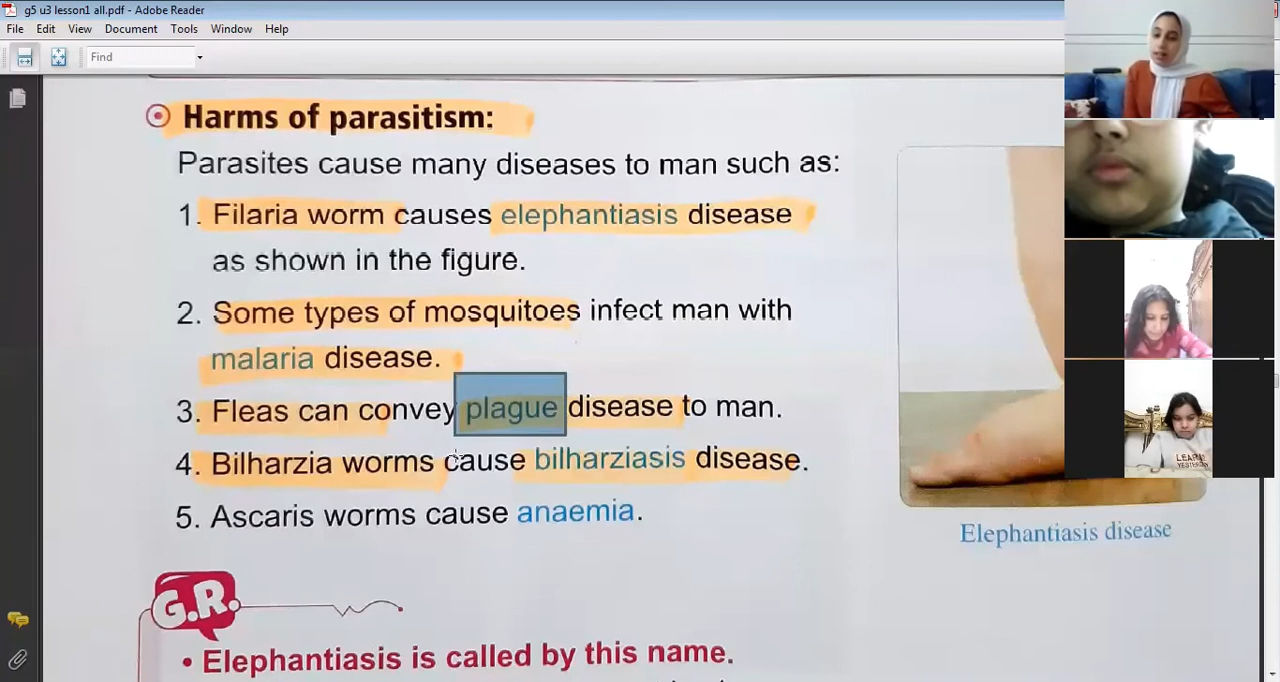 g5 u3 lesson1 all.pdf - Adobe Reader
File Edit View Document Tools Window Help
Find
Harms of parasitism:
Parasites cause many diseases to man such as:
1. Filaria worm causes elephantiasis disease
as shown in the figure.
2. Some types of mosquitoes infect man with
malaria disease.
3. Fleas can convey plague disease to man.
4. Bilharzia worms cause bilharziasis disease.
5. Ascaris worms cause anaemia.
Elephantiasis disease
G.R.
• Elephantiasis is called by this name.